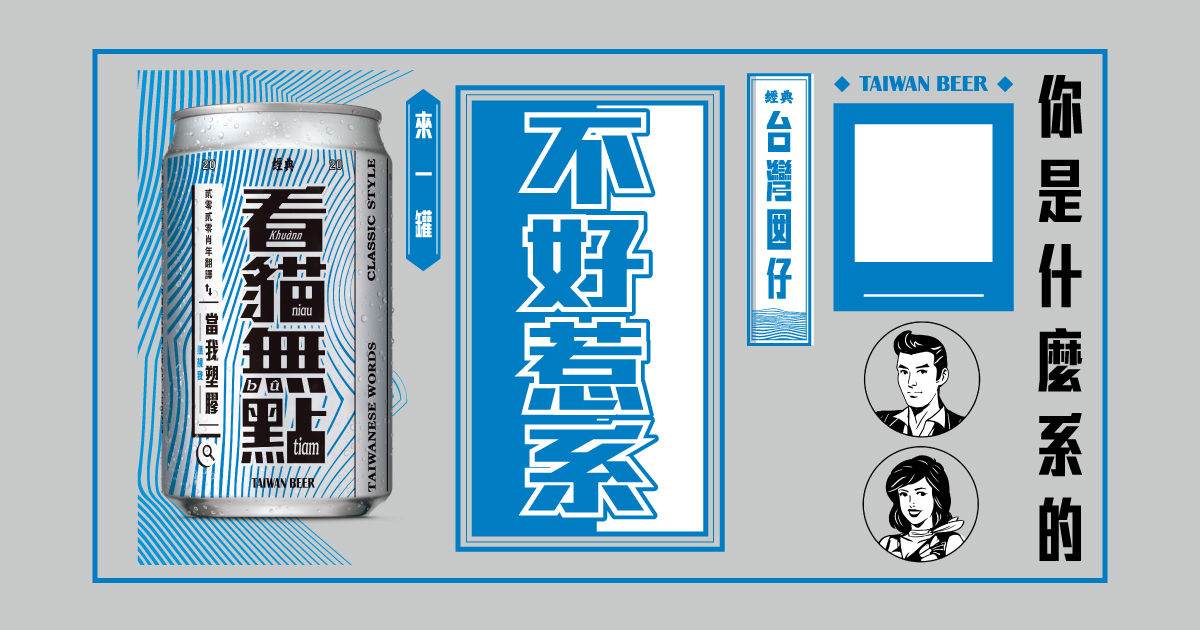 20 經典 20
看貓無點
Khuànn
niau
bû
tiam
貳零貳零肖年翻譯
當我塑膠
TAIWAN BEER
CLASSIC STYLE
TAIWANESE WORDS
來一罐
不好惹系
經典
台灣囝仔
TAIWAN BEER
你是什麼系的